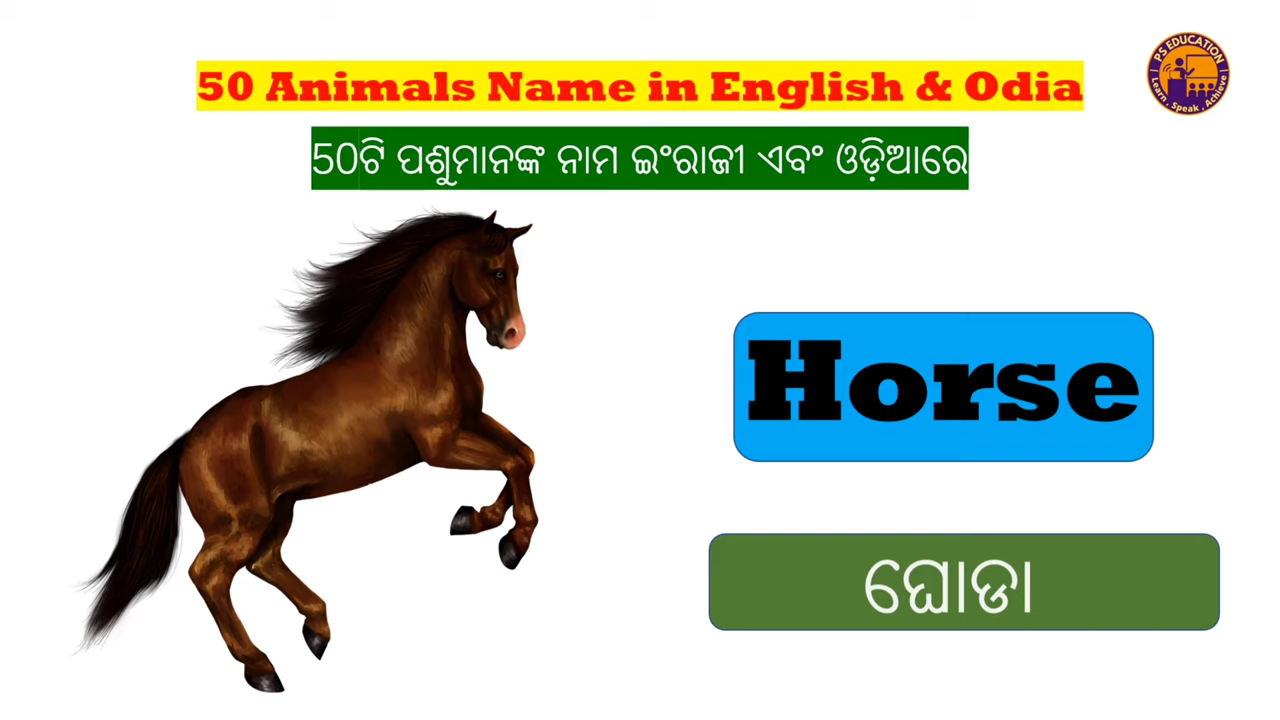 50 Animals Name in English & Odia
50ଟି ପଶୁମାନଙ୍କ ନାମ ଇଂରାଜୀ ଏବଂ ଓଡ଼ିଆରେ
PS EDUCATION
Learn , Speak , Achieve
Horse
ଘୋଡା